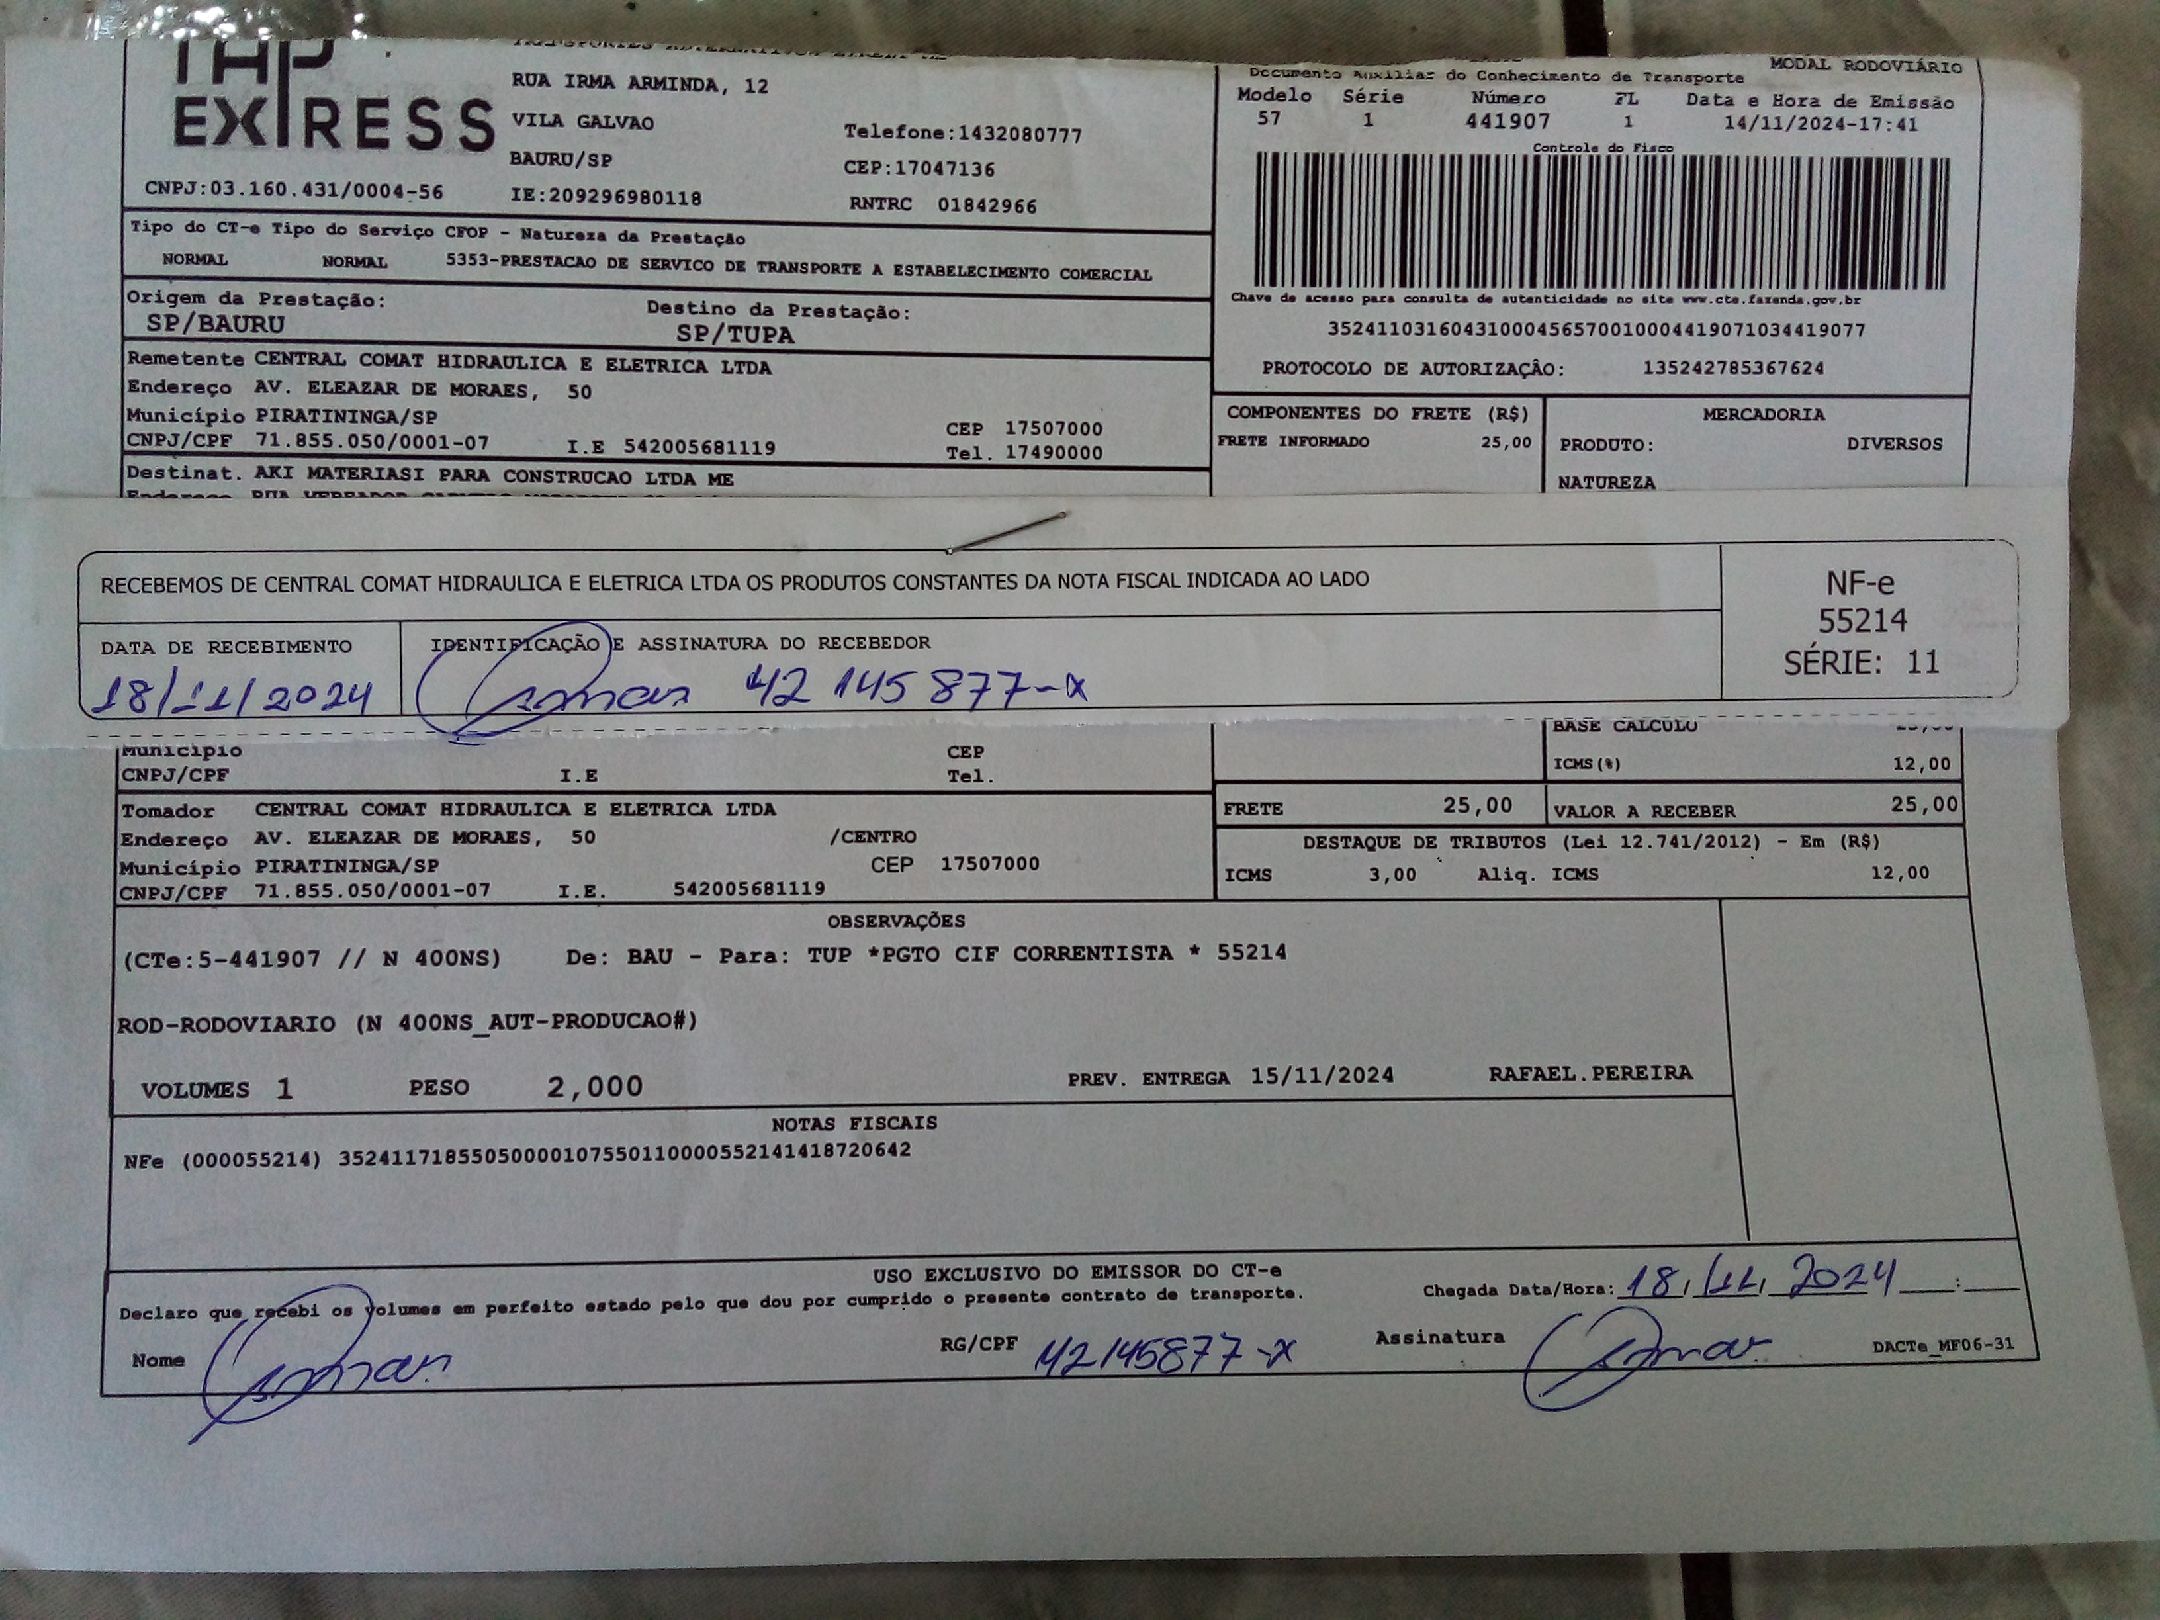 TAP
EXPRESS
RUA IRMA ARMINDA, 12
VILA GALVAO
Telefone:1432080777
BAURU/SP
CEP:17047136
CNPJ:03.160.431/0004-56
IE:209296980118
RNTRC 01842966
MODAL RODOVIÁRIO
Documento Auxiliar do Conhecimento de Transporte
Modelo Série Número FL Data e Hora de Emissão
57 1 441907 1 14/11/2024-17:41
Controle do Fisco
Chave de acesso para consulta de autenticidade no site www.cte.fazenda.gov.br
35241103160431000456570010004419071034419077
PROTOCOLO DE AUTORIZAÇÂO: 135242785367624
Tipo do CT-e Tipo do Serviço CFOP - Natureza da Prestação
NORMAL NORMAL 5353-PRESTACAO DE SERVICO DE TRANSPORTE A ESTABELECIMENTO COMERCIAL
Origem da Prestação: Destino da Prestação:
SP/BAURU SP/TUPA
Remetente CENTRAL COMAT HIDRAULICA E ELETRICA LTDA
Endereço AV. ELEAZAR DE MORAES, 50
Município PIRATININGA/SP CEP 17507000
CNPJ/CPF 71.855.050/0001-07 I.E 542005681119 Tel. 17490000
Destinat. AKI MATERIASI PARA CONSTRUCAO LTDA ME
COMPONENTES DO FRETE (R$) MERCADORIA
FRETE INFORMADO 25,00 PRODUTO: DIVERSOS
NATUREZA
RECEBEMOS DE CENTRAL COMAT HIDRAULICA E ELETRICA LTDA OS PRODUTOS CONSTANTES DA NOTA FISCAL INDICADA AO LADO
NF-e
55214
SÉRIE: 11
DATA DE RECEBIMENTO IDENTIFICAÇÃO E ASSINATURA DO RECEBEDOR
18/11/2024 42 145 877-x
Município CEP
CNPJ/CPF I.E Tel.
BASE CALCULO
ICMS(%) 12,00
FRETE 25,00 VALOR A RECEBER 25,00
Tomador CENTRAL COMAT HIDRAULICA E ELETRICA LTDA
Endereço AV. ELEAZAR DE MORAES, 50 /CENTRO
Município PIRATININGA/SP CEP 17507000
CNPJ/CPF 71.855.050/0001-07 I.E. 542005681119
DESTAQUE DE TRIBUTOS (Lei 12.741/2012) - Em (R$)
ICMS 3,00 Aliq. ICMS 12,00
OBSERVAÇÕES
(CTe:5-441907 // N 400NS) De: BAU - Para: TUP *PGTO CIF CORRENTISTA * 55214
ROD-RODOVIARIO (N 400NS_AUT-PRODUCAO#)
VOLUMES 1 PESO 2,000 PREV. ENTREGA 15/11/2024 RAFAEL.PEREIRA
NOTAS FISCAIS
NFe (000055214) 35241171855050000107550110000552141418720642
USO EXCLUSIVO DO EMISSOR DO CT-e
Declaro que recebi os volumes em perfeito estado pelo que dou por cumprido o presente contrato de transporte.
Chegada Data/Hora: 18/11/2024 __:__
Nome RG/CPF 42145877-x Assinatura DACTe_MF06-31